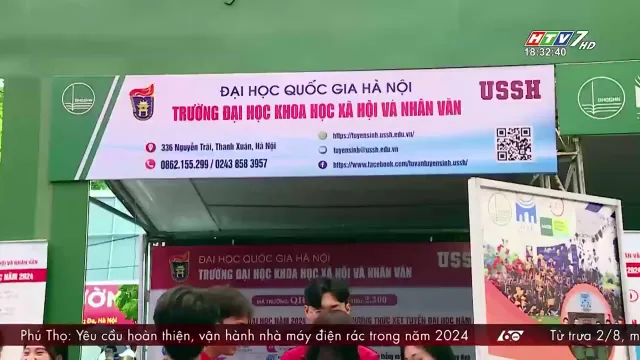 HTV7 HD
18:32:40
ĐẠI HỌC QUỐC GIA HÀ NỘI
TRƯỜNG ĐẠI HỌC KHOA HỌC XÃ HỘI VÀ NHÂN VĂN
USSH
336 Nguyễn Trãi, Thanh Xuân, Hà Nội
0862.155.299 / 0243 858 3957
https://tuyensinh.ussh.edu.vn/
tuyensinh@ussh.edu.vn
https://www.facebook.com/tuvantuyensinh.ussh/
ĐẠI HỌC QUỐC GIA HÀ NỘI
TRƯỜNG ĐẠI HỌC KHOA HỌC XÃ HỘI VÀ NHÂN VĂN
USSH
MÃ TRƯỜNG
2.300
Phú Thọ: Yêu cầu hoàn thiện, vận hành nhà máy điện rác trong năm 2024
Từ trưa 2/8, m